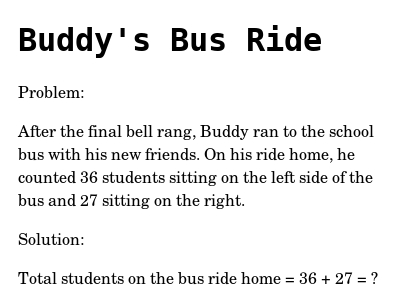 Buddy's Bus Ride
Problem:
After the final bell rang, Buddy ran to the school
bus with his new friends. On his ride home, he
counted 36 students sitting on the left side of the
bus and 27 sitting on the right.
Solution:
Total students on the bus ride home = 36 + 27 = ?